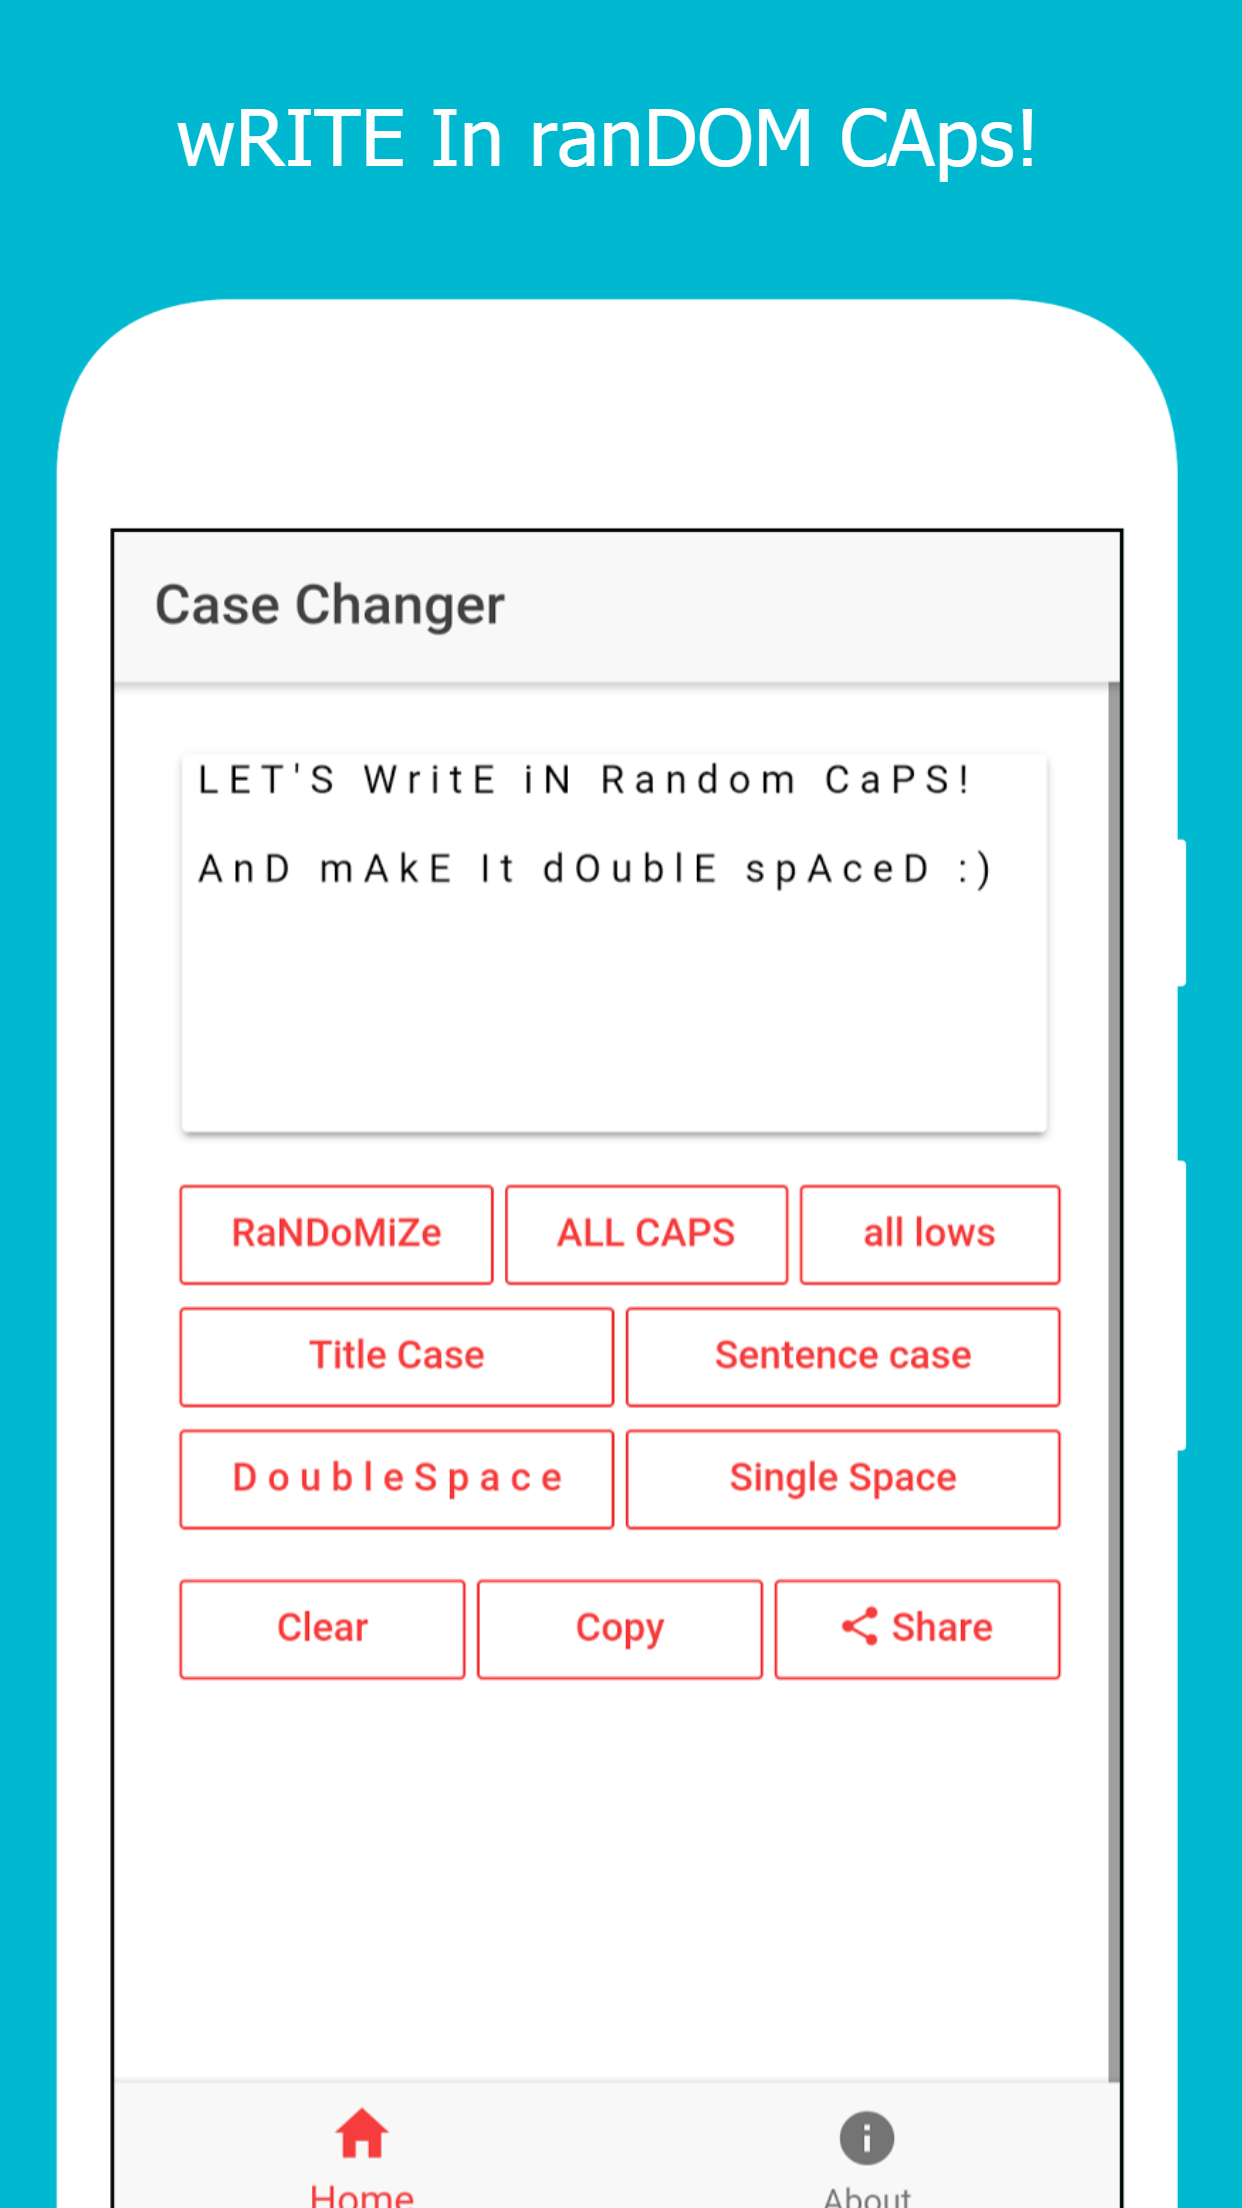 wRITE In ranDOM CAps!
Case Changer
L E T ' S  W r i t E  i N  R a n d o m  C a P S !
A n D  m A k E  I t  d O u b l E  s p A c e D  : )
RaNDoMiZe ALL CAPS all lows
Title Case Sentence case
D o u b l e S p a c e Single Space
Clear Copy Share
Home About